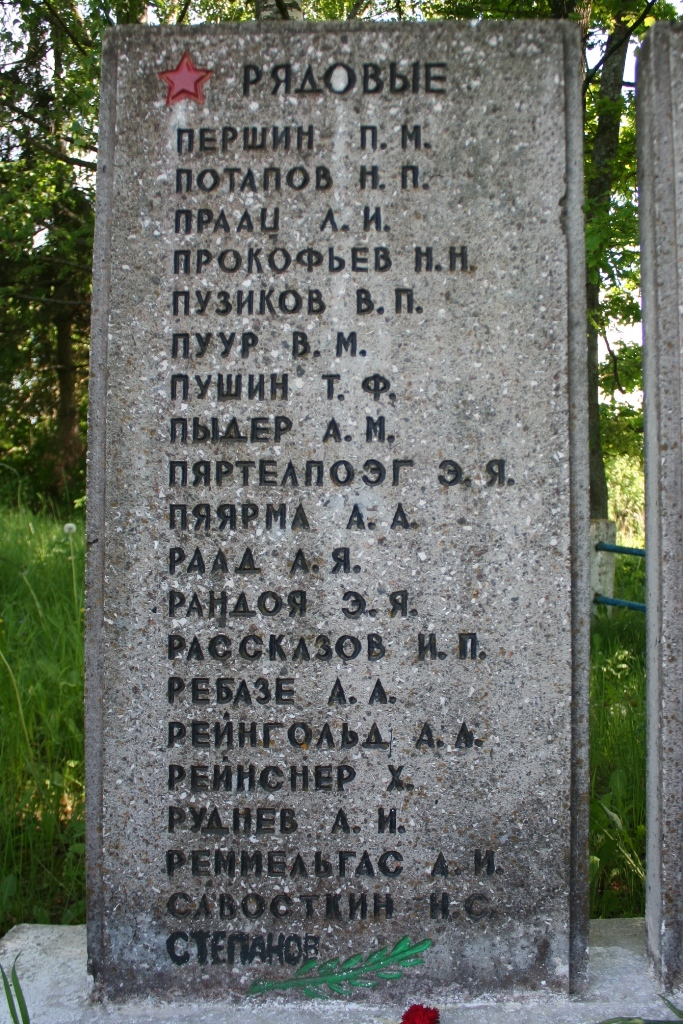 РЯДОВЫЕ
ПЕРШИН П. М.
ПОТАПОВ Н. П.
ПРААЦ Л. И.
ПРОКОФЬЕВ Н. Н.
ПУЗИКОВ В. П.
ПУУР В. М.
ПУШИН Т. Ф.
ПЫДЕР А. М.
ПЯРТЕЛПОЭГ Э. Я.
ПЯЯРМА А. А.
РААД А. Я.
РАНДОЯ Э. Я.
РАССКАЗОВ И. П.
РЕБАЗЕ А. А.
РЕЙНГОЛЬД А. А.
РЕЙНСНЕР Х.
РУДНЕВ А. И.
РЕММЕЛЬГАС А. И.
САВОСТКИН Н. С.
СТЕПАНОВ